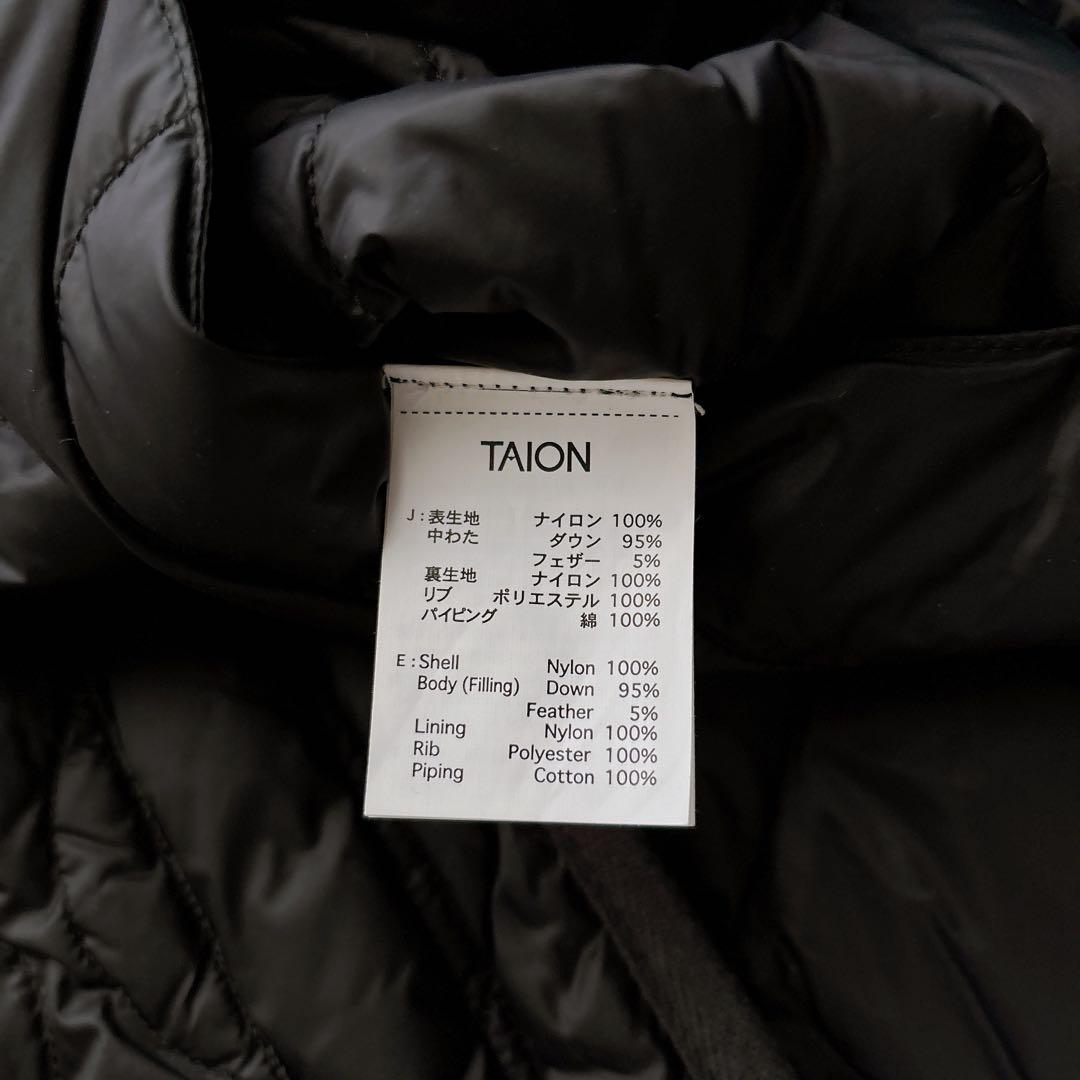 TAION
J:表生地 ナイロン 100%
中わた ダウン 95%
フェザー 5%
裏生地 ナイロン 100%
リブ ポリエステル 100%
パイピング 綿 100%
E:Shell Nylon 100%
Body (Filling) Down 95%
Feather 5%
Lining Nylon 100%
Rib Polyester 100%
Piping Cotton 100%